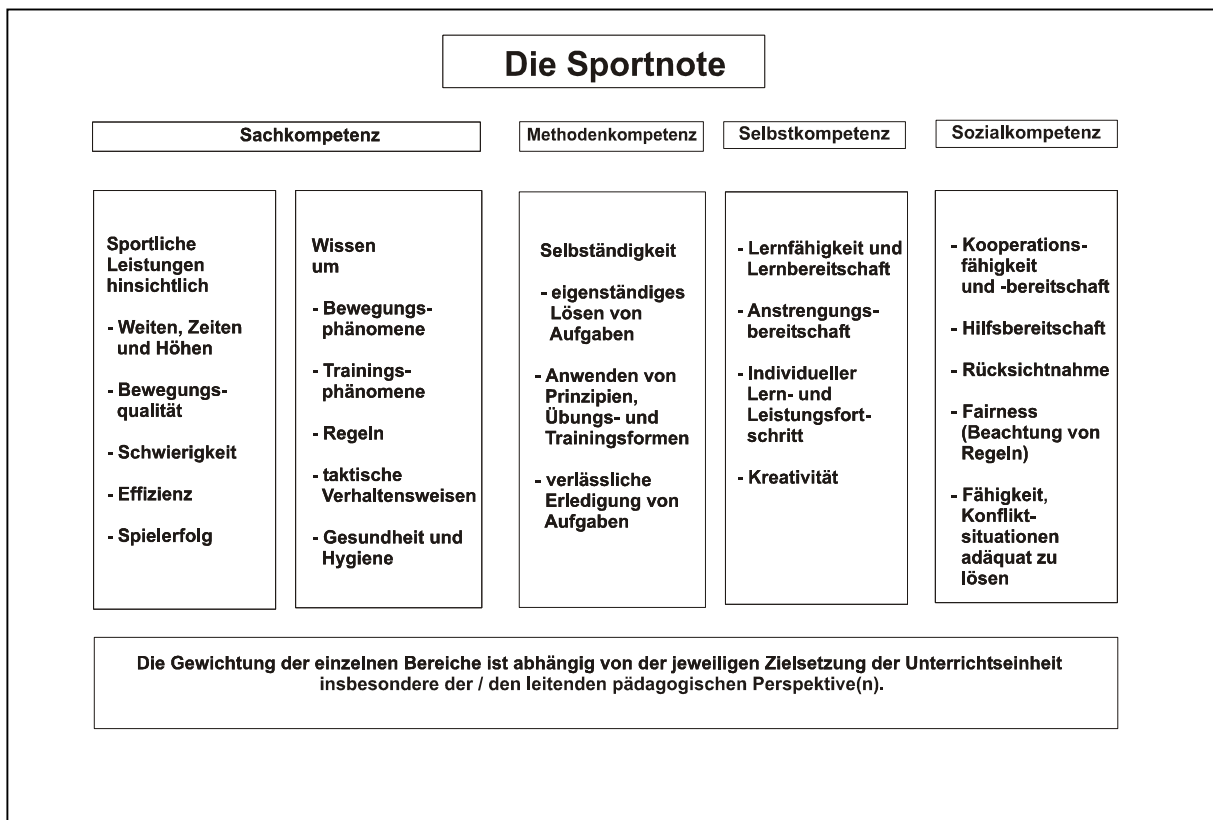 Die Sportnote
Sachkompetenz
Sportliche
Leistungen
hinsichtlich
- Weiten, Zeiten
und Höhen
- Bewegungs-
qualität
- Schwierigkeit
- Effizienz
- Spielerfolg
Wissen
um
- Bewegungs-
phänomene
- Trainings-
phänomene
- Regeln
- taktische
Verhaltensweisen
- Gesundheit und
Hygiene
Methodenkompetenz
Selbständigkeit
- eigenständiges
Lösen von
Aufgaben
- Anwenden von
Prinzipien,
Übungs- und
Trainingsformen
- verlässliche
Erledigung von
Aufgaben
Selbstkompetenz
- Lernfähigkeit und
Lernbereitschaft
- Anstrengungs-
bereitschaft
- Individueller
Lern- und
Leistungsfort-
schritt
- Kreativität
Sozialkompetenz
- Kooperations-
fähigkeit
und -bereitschaft
- Hilfsbereitschaft
- Rücksichtnahme
- Fairness
(Beachtung von
Regeln)
- Fähigkeit,
Konflikt-
situationen
adäquat zu
lösen
Die Gewichtung der einzelnen Bereiche ist abhängig von der jeweiligen Zielsetzung der Unterrichtseinheit
insbesondere der / den leitenden pädagogischen Perspektive(n).